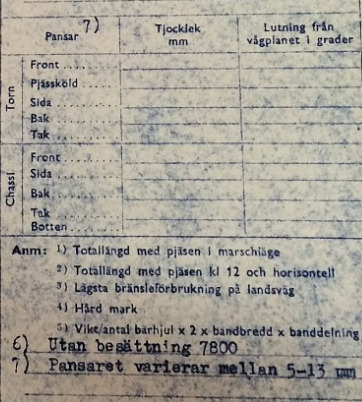 Pansar 7) Tjocklek mm Lutning från vågplanet i grader
Torn
Front . . . . . .
Pjässköld . . . . . .
Sida . . . . . .
Bak . . . . . .
Tak . . . . . .
Chassi
Front . . . . . .
Sida . . . . . .
Bak . . . . . .
Tak . . . . . .
Botten . . . . . .
Anm: 1) Totallängd med pjäsen i marschläge
2) Totallängd med pjäsen kl 12 och horisontell
3) Lägsta bränsleförbrukning på landsväg
4) Hård mark
5) Vikt/antal bärhjul x 2 x bandbredd x banddelning
6) Utan besättning 7800
7) Pansaret varierar mellan 5-13 mm